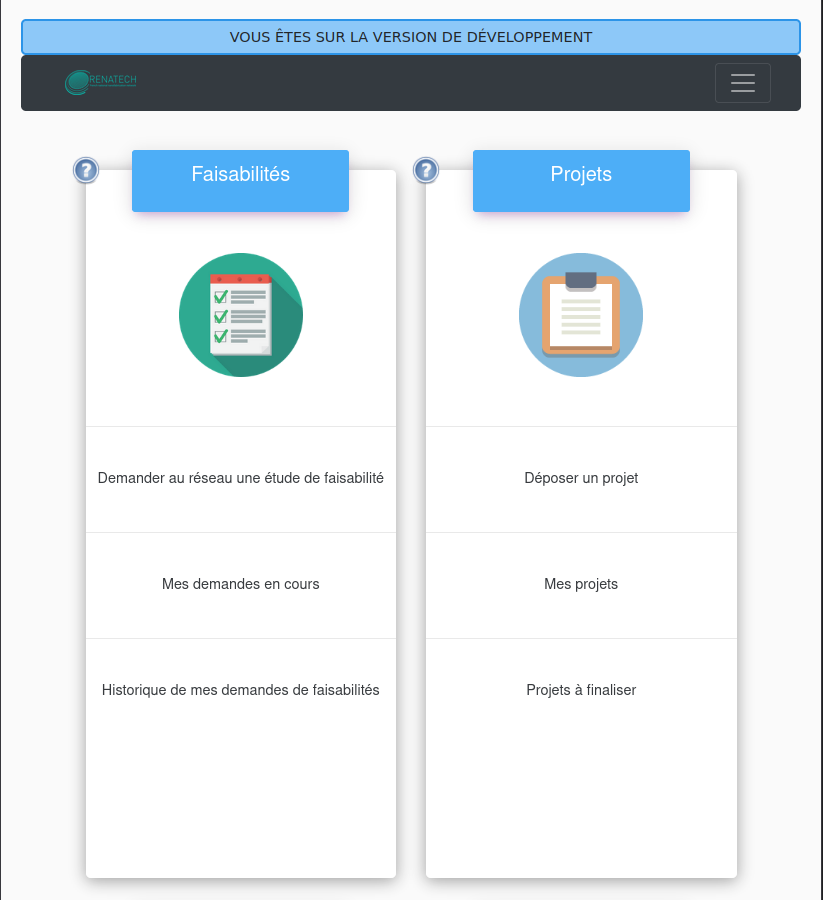 VOUS ÊTES SUR LA VERSION DE DÉVELOPPEMENT
RENATECH
Faisabilités
Projets
Demander au réseau une étude de faisabilité
Déposer un projet
Mes demandes en cours
Mes projets
Historique de mes demandes de faisabilités
Projets à finaliser